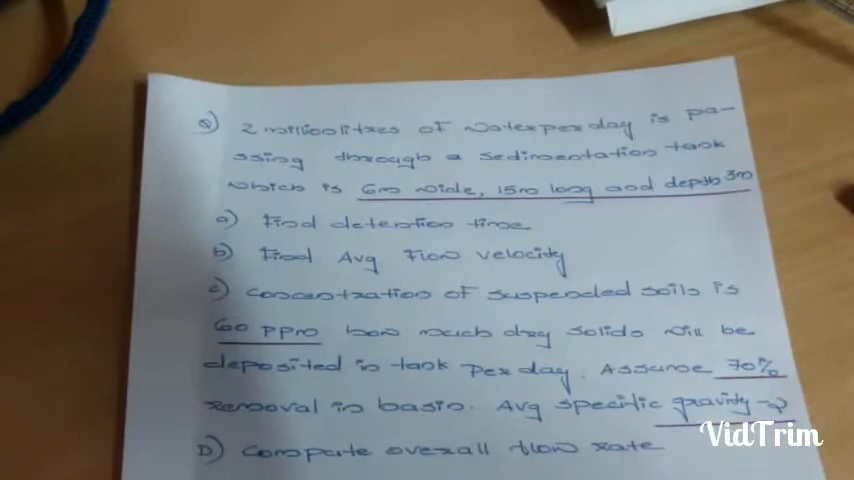 Q) 2 millionlitres of Waterperday is pa-
ssing through a sedimentation tank
which is 6m wide, 15m long and depth 3m
a) Find detention time
b) Find Avg Flow velocity
c) concentration of suspended soils is
60 ppm how much dry solids will be
deposited in tank per day. Assume 70%
removal in basin. Avg specific gravity - 2
D) Compute overall flow rate
VidTrim